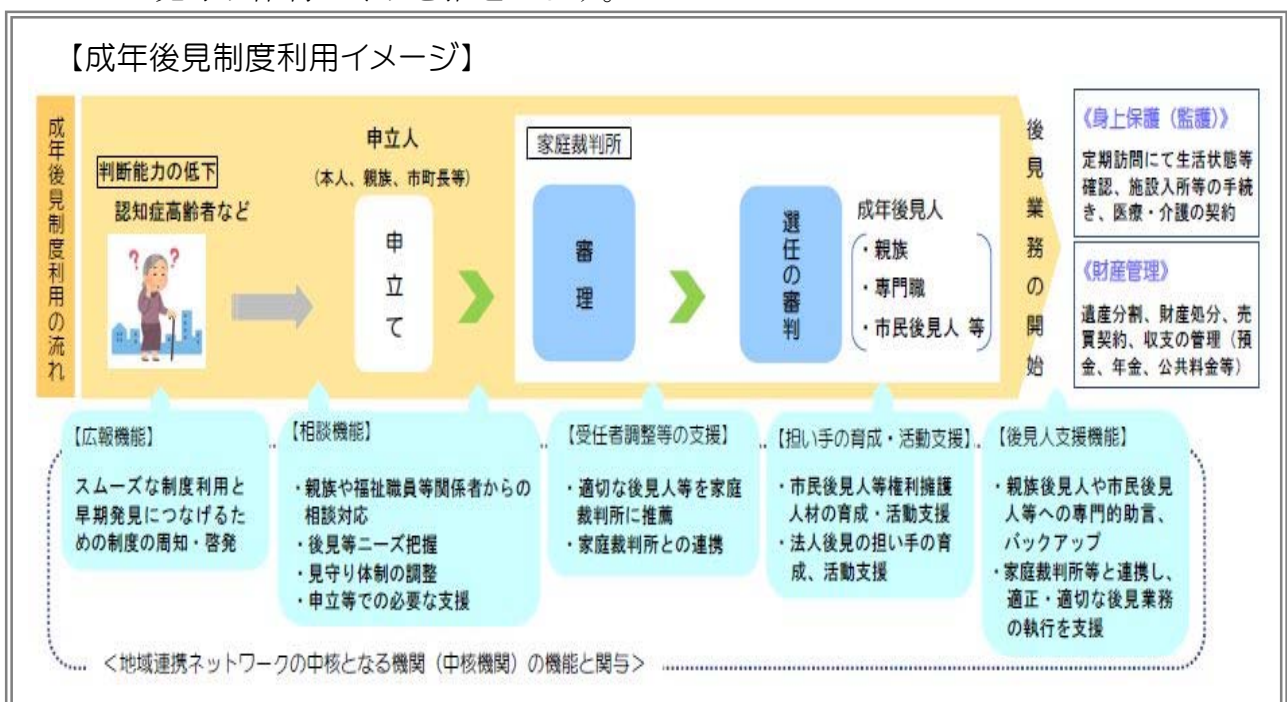 【成年後見制度利用イメージ】
成年後見制度利用の流れ
判断能力の低下
認知症高齢者など
? ?
申立人
(本人、親族、市町長等)
申立て
家庭裁判所
審理
選任の審判
成年後見人
・親族
・専門職
・市民後見人 等
後見業務の開始
《身上保護(監護)》
定期訪問にて生活状態等
確認、施設入所等の手続
き、医療・介護の契約
《財産管理》
遺産分割、財産処分、売
買契約、収支の管理(預
金、年金、公共料金等)
【広報機能】
スムーズな制度利用と
早期発見につなげるた
めの制度の周知・啓発
【相談機能】
・親族や福祉職員等関係者からの
相談対応
・後見等ニーズ把握
・見守り体制の調整
・申立等での必要な支援
【受任者調整等の支援】
・適切な後見人等を家庭
裁判所に推薦
・家庭裁判所との連携
【担い手の育成・活動支援】
・市民後見人等権利擁護
人材の育成・活動支援
・法人後見の担い手の育
成、活動支援
【後見人支援機能】
・親族後見人や市民後見
人等への専門的助言、
バックアップ
・家庭裁判所等と連携し、
適正・適切な後見業務
の執行を支援
<地域連携ネットワークの中核となる機関(中核機関)の機能と関与>